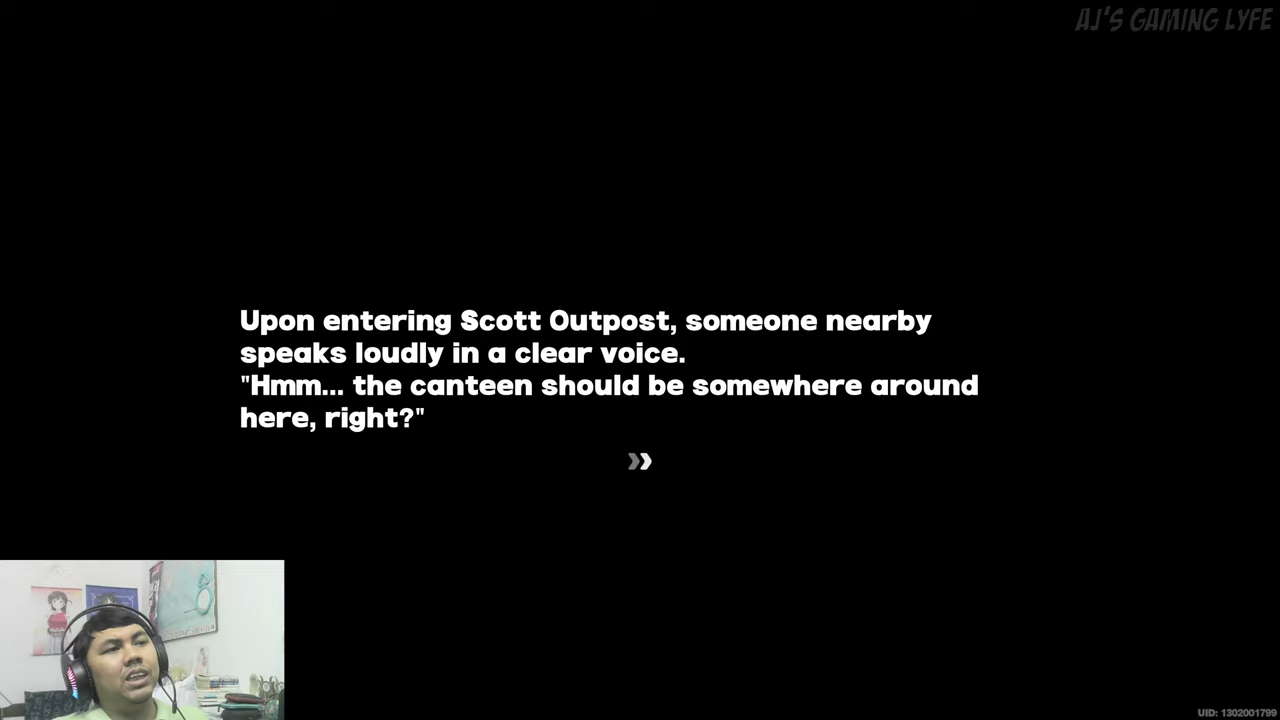 AJ'S GAMING LYFE
Upon entering Scott Outpost, someone nearby
speaks loudly in a clear voice.
"Hmm... the canteen should be somewhere around
here, right?"
UID: 1302001799